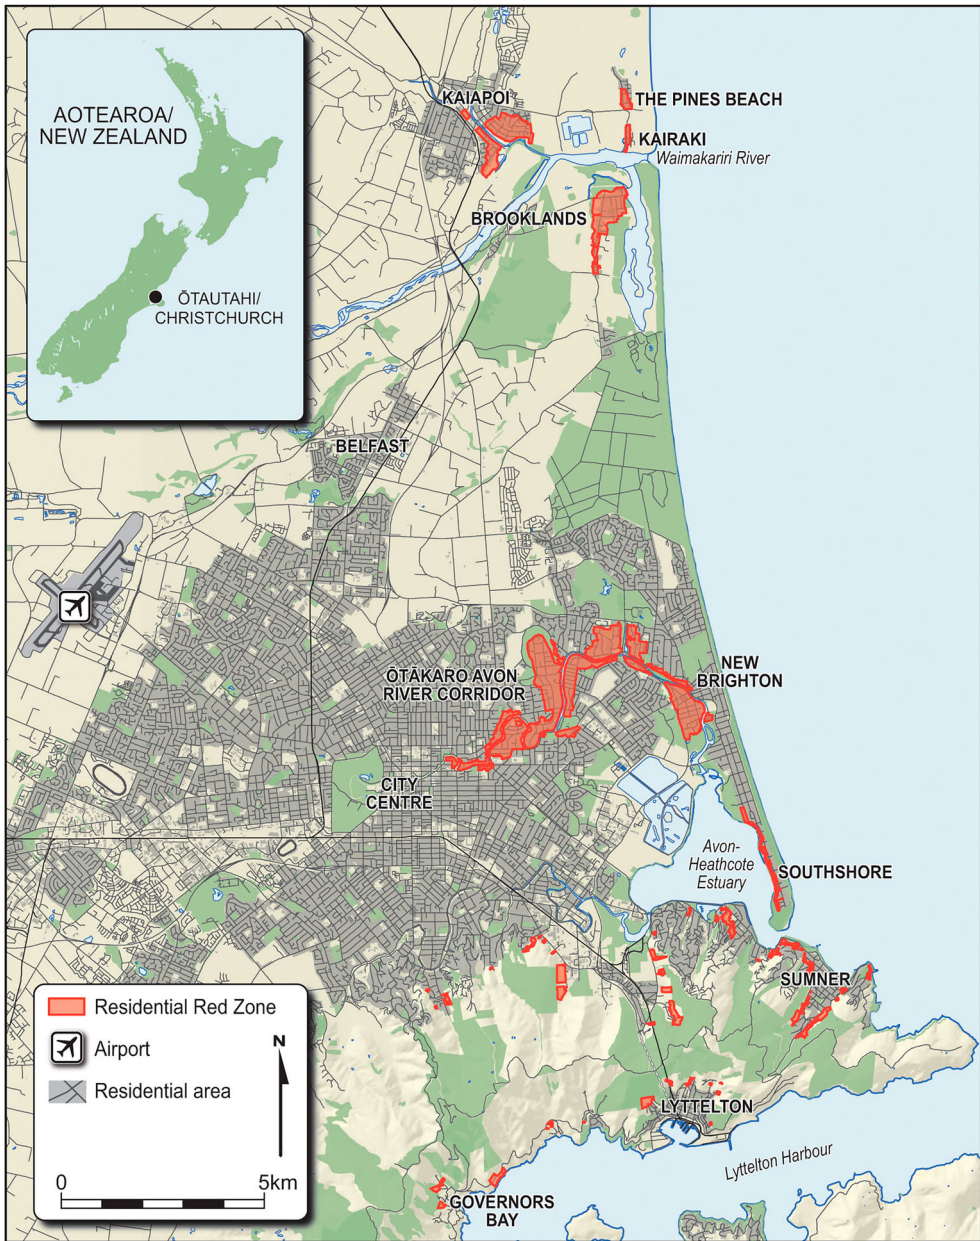 AOTEAROA/
NEW ZEALAND
ŌTAUTAHI/
CHRISTCHURCH
KAIAPOI
THE PINES BEACH
KAIRAKI
Waimakariri River
BROOKLANDS
BELFAST
ŌTĀKARO AVON
RIVER CORRIDOR
NEW
BRIGHTON
CITY
CENTRE
Avon-
Heathcote
Estuary
SOUTHSHORE
SUMNER
LYTTELTON
Lyttelton Harbour
GOVERNORS
BAY
Residential Red Zone
Airport
Residential area
N
0 5km